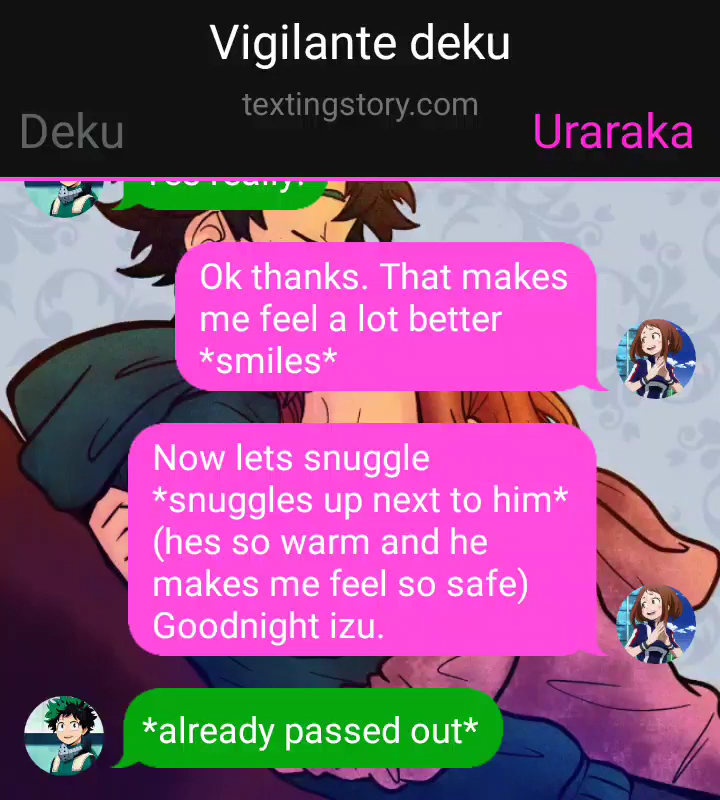 Vigilante deku
textingstory.com
Deku
Uraraka
really!
Ok thanks. That makes
me feel a lot better
*smiles*
Now lets snuggle
*snuggles up next to him*
(hes so warm and he
makes me feel so safe)
Goodnight izu.
*already passed out*